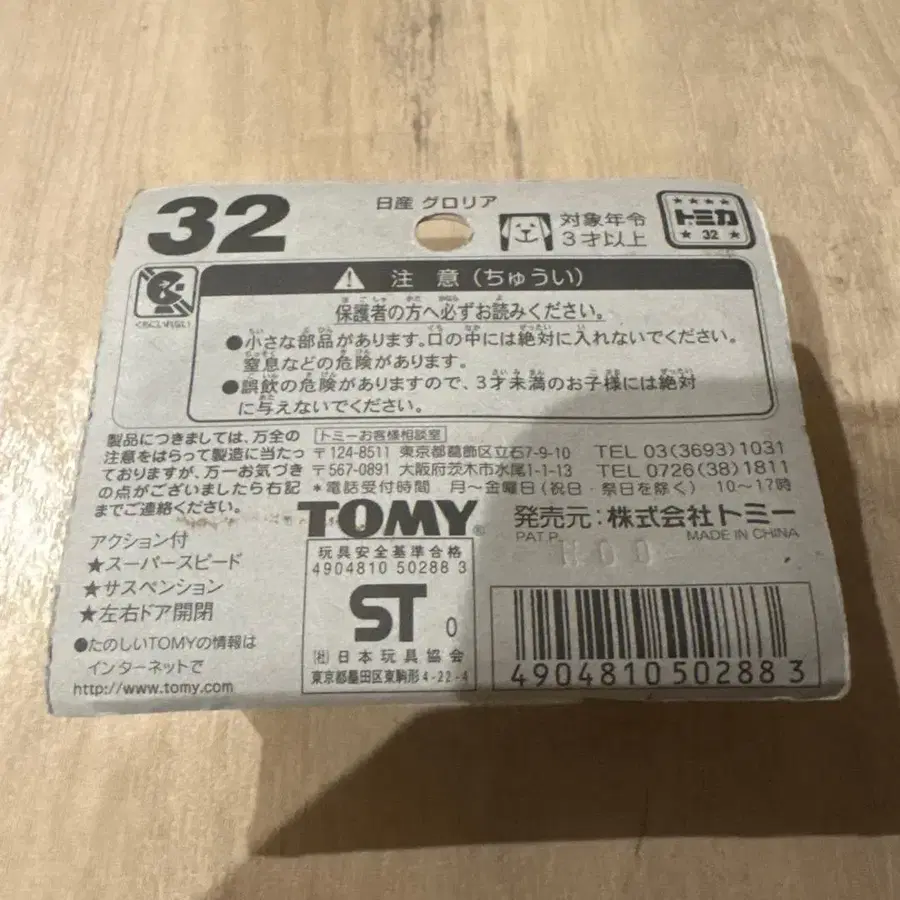 32
日産 グロリア
対象年令
3才以上
トミカ
32
くちにいれない
注 意 (ちゅうい)
保護者の方へ必ずお読みください。
●小さな部品があります。口の中には絶対に入れないでください。
窒息などの危険があります。
●誤飲の危険がありますので、3才未満のお子様には絶対
に与えないでください。
製品につきましては、万全の
注意をはらって製造に当たっ
ておりますが、万一お気づき
の点がございましたら右記
までご連絡ください。
トミーお客様相談室
〒124-8511 東京都葛飾区立石7-9-10 TEL 03(3693)1031
〒567-0891 大阪府茨木市水尾1-1-13 TEL 0726(38)1811
*電話受付時間 月〜金曜日(祝日・祭日を除く) 10〜17時
TOMY®
発売元:株式会社トミー
PAT P.
MADE IN CHINA
アクション付
★スーパースピード
★サスペンション
★左右ドア開閉
●たのしいTOMYの情報は
インターネットで
http://www.tomy.com/
玩具安全基準合格
4904810 50288 3
ST
0
(社)日本玩具協会
東京都墨田区東駒形4-22-4
4904810502883